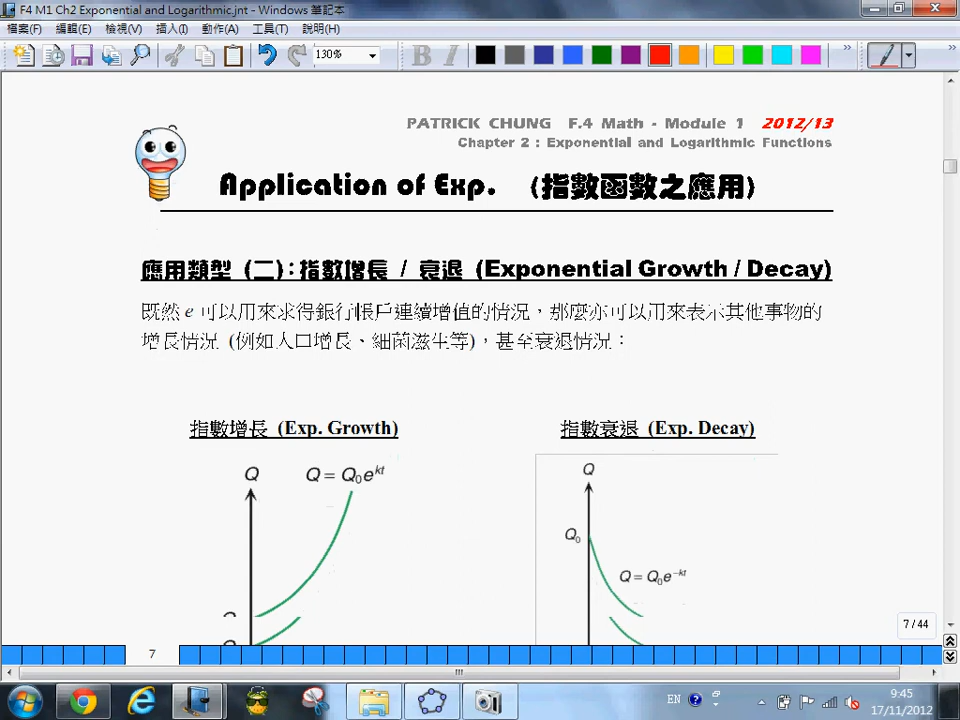 F4 M1 Ch2 Exponential and Logarithmic.jnt - Windows 筆記本
檔案(F) 編輯(E) 檢視(V) 插入(I) 動作(A) 工具(T) 說明(H)
130%
B I
PATRICK CHUNG F.4 Math - Module 1 2012/13
Chapter 2 : Exponential and Logarithmic Functions
Application of Exp. (指數函數之應用)
應用類型 (二)：指數增長 / 衰退 (Exponential Growth / Decay)
既然 e 可以用來求得銀行帳戶連續增值的情況，那麼亦可以用來表示其他事物的
增長情況 (例如人口增長、細菌滋生等)，甚至衰退情況：
指數增長 (Exp. Growth)
Q
Q = Q₀eᵏᵗ
指數衰退 (Exp. Decay)
Q
Q₀
Q = Q₀e⁻ᵏᵗ
7 / 44
7
EN
9:45
17/11/2012